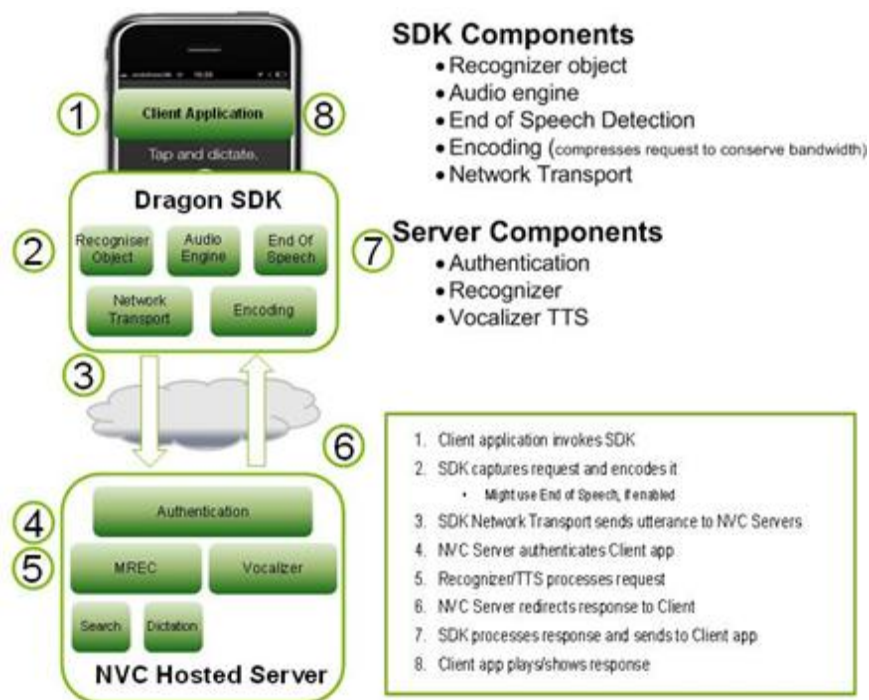 Client Application
Tap and dictate.
1
8
Dragon SDK
2
Recogniser
Object
Audio
Engine
End Of
Speech
7
Network
Transport
Encoding
3
6
4
Authentication
5
MREC
Vocalizer
Search
Dictation
NVC Hosted Server
SDK Components
• Recognizer object
• Audio engine
• End of Speech Detection
• Encoding (compresses request to conserve bandwidth)
• Network Transport
Server Components
• Authentication
• Recognizer
• Vocalizer TTS
1. Client application invokes SDK
2. SDK captures request and encodes it
• Might use End of Speech, if enabled
3. SDK Network Transport sends utterance to NVC Servers
4. NVC Server authenticates Client app
5. Recognizer/TTS processes request
6. NVC Server redirects response to Client
7. SDK processes response and sends to Client app
8. Client app plays/shows response